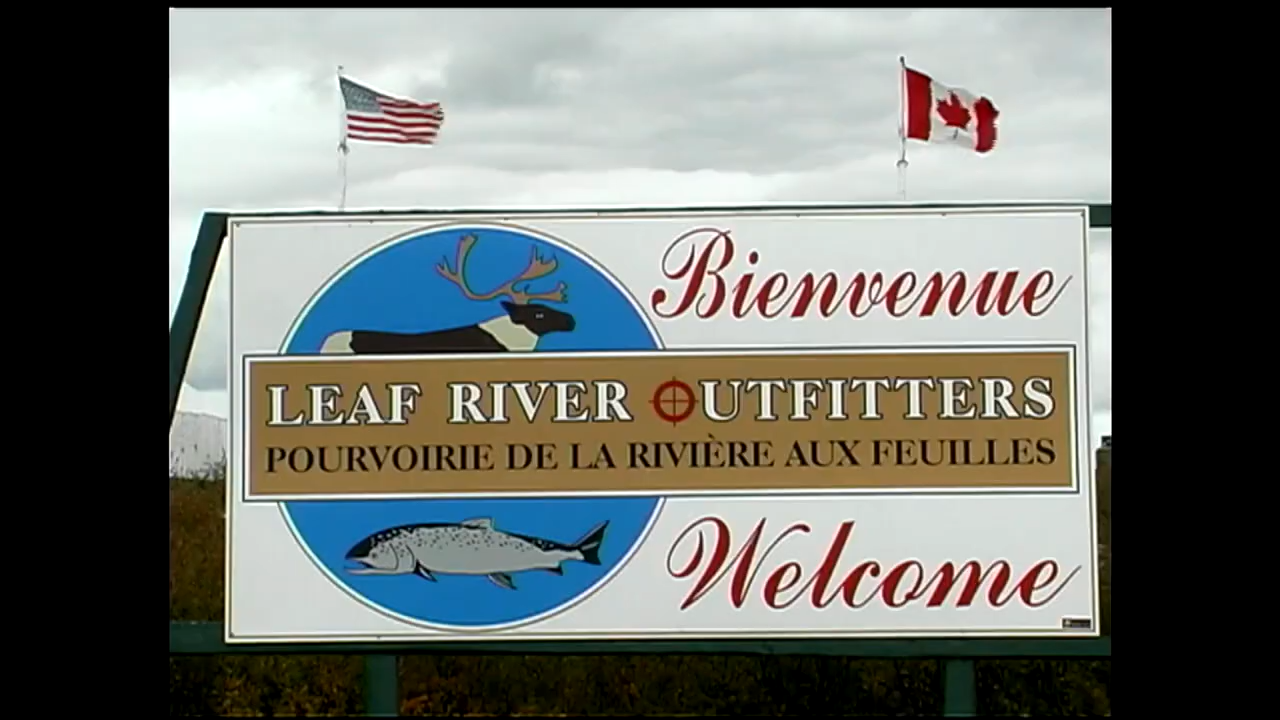 Bienvenue
LEAF RIVER OUTFITTERS
POURVOIRIE DE LA RIVIÈRE AUX FEUILLES
Welcome